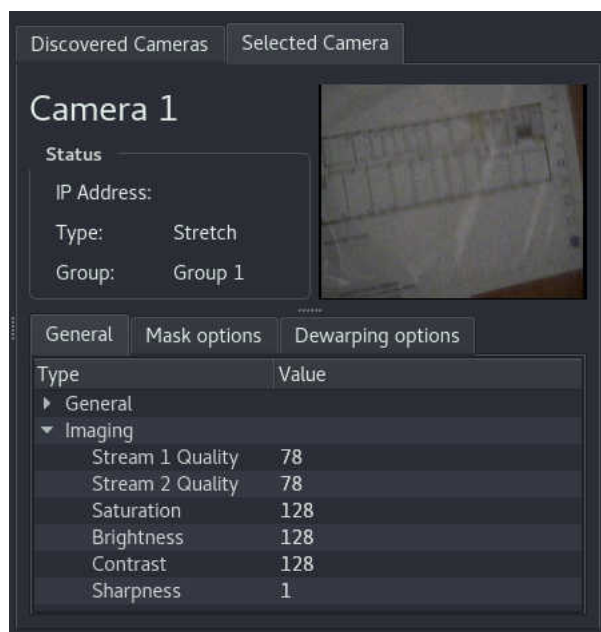 Discovered Cameras Selected Camera
Camera 1
Status
IP Address:
Type: Stretch
Group: Group 1
General Mask options Dewarping options
Type Value
General
Imaging
Stream 1 Quality 78
Stream 2 Quality 78
Saturation 128
Brightness 128
Contrast 128
Sharpness 1